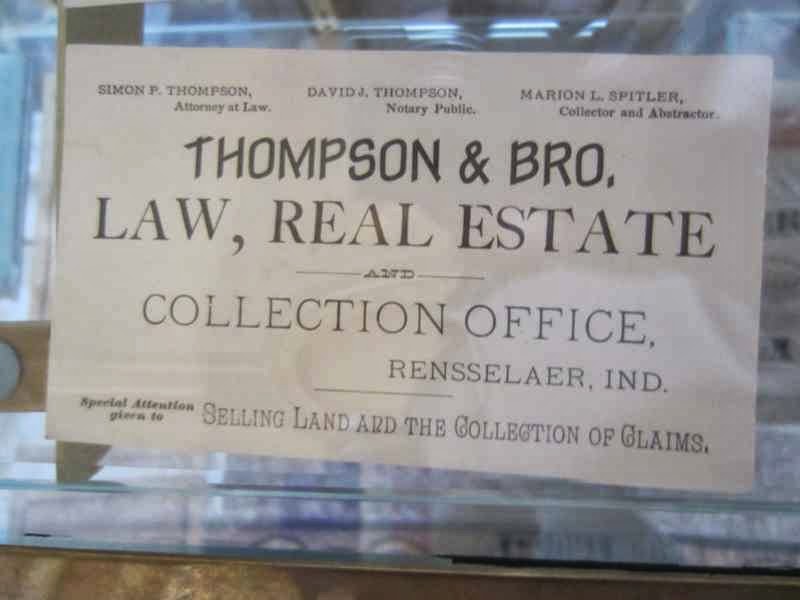 SIMON P. THOMPSON, DAVID J. THOMPSON, MARION L. SPITLER,
Attorney at Law. Notary Public. Collector and Abstractor.
THOMPSON & BRO.
LAW, REAL ESTATE
AND
COLLECTION OFFICE,
RENSSELAER, IND.
Special Attention
given to
SELLING LAND AND THE COLLECTION OF CLAIMS.